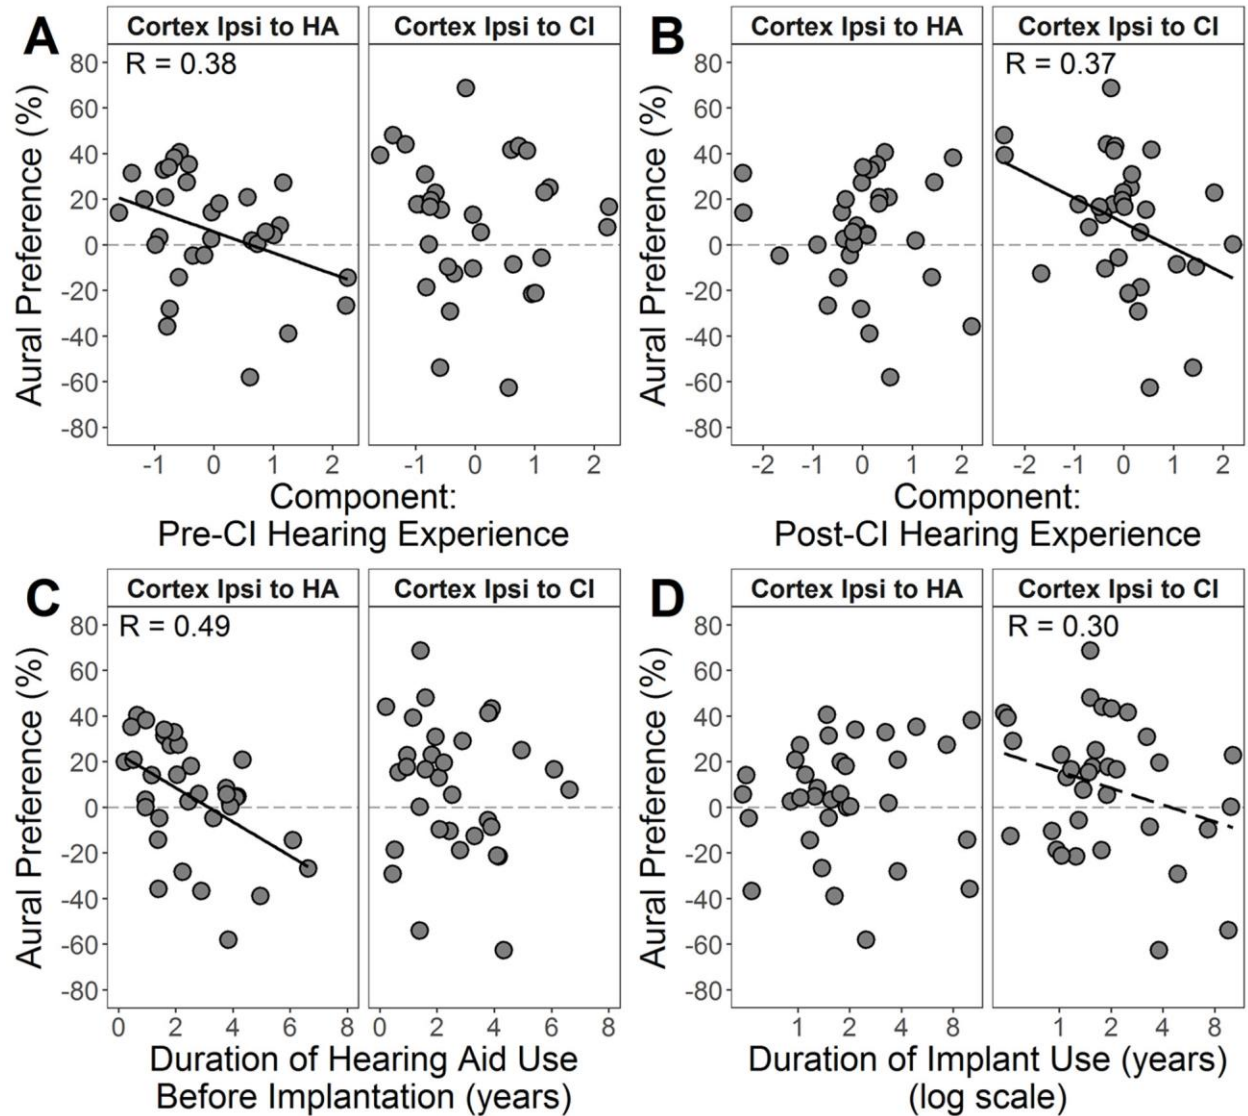 A
Cortex Ipsi to HA
Cortex Ipsi to CI
R = 0.38
Aural Preference (%)
80
60
40
20
0
-20
-40
-60
-80
-1 0 1 2
-1 0 1 2
Component:
Pre-CI Hearing Experience
B
Cortex Ipsi to HA
Cortex Ipsi to CI
R = 0.37
Aural Preference (%)
80
60
40
20
0
-20
-40
-60
-80
-2 -1 0 1 2
-2 -1 0 1 2
Component:
Post-CI Hearing Experience
C
Cortex Ipsi to HA
Cortex Ipsi to CI
R = 0.49
Aural Preference (%)
80
60
40
20
0
-20
-40
-60
-80
0 2 4 6 8
0 2 4 6 8
Duration of Hearing Aid Use
Before Implantation (years)
D
Cortex Ipsi to HA
Cortex Ipsi to CI
R = 0.30
Aural Preference (%)
80
60
40
20
0
-20
-40
-60
-80
1 2 4 8
1 2 4 8
Duration of Implant Use (years)
(log scale)